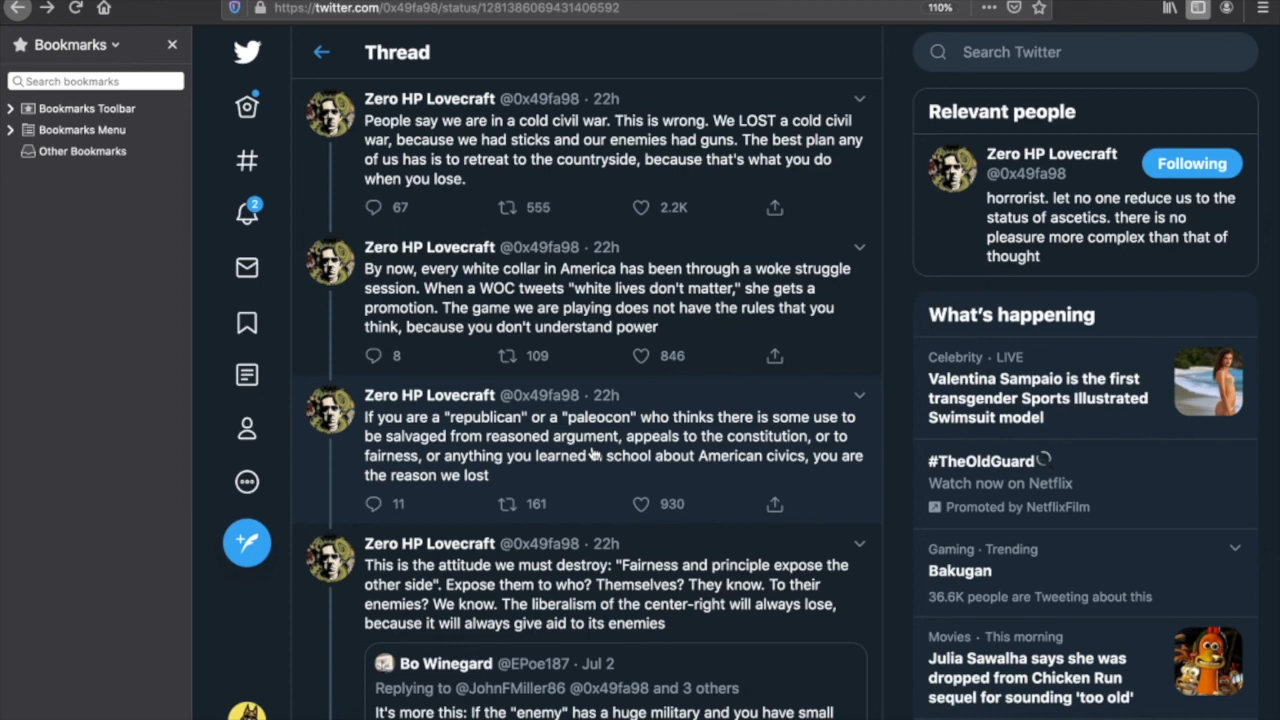 https://twitter.com/0x49fa98/status/1281386069431406592
110%
Bookmarks
Search bookmarks
Bookmarks Toolbar
Bookmarks Menu
Other Bookmarks
2
Thread
Zero HP Lovecraft @0x49fa98 · 22h
People say we are in a cold civil war. This is wrong. We LOST a cold civil
war, because we had sticks and our enemies had guns. The best plan any
of us has is to retreat to the countryside, because that's what you do
when you lose.
67 555 2.2K
Zero HP Lovecraft @0x49fa98 · 22h
By now, every white collar in America has been through a woke struggle
session. When a WOC tweets "white lives don't matter," she gets a
promotion. The game we are playing does not have the rules that you
think, because you don't understand power
8 109 846
Zero HP Lovecraft @0x49fa98 · 22h
If you are a "republican" or a "paleocon" who thinks there is some use to
be salvaged from reasoned argument, appeals to the constitution, or to
fairness, or anything you learned in school about American civics, you are
the reason we lost
11 161 930
Zero HP Lovecraft @0x49fa98 · 22h
This is the attitude we must destroy: "Fairness and principle expose the
other side". Expose them to who? Themselves? They know. To their
enemies? We know. The liberalism of the center-right will always lose,
because it will always give aid to its enemies
Bo Winegard @EPoe187 · Jul 2
Replying to @JohnFMiller86 @0x49fa98 and 3 others
It's more this: If the "enemy" has a huge military and you have small
Search Twitter
Relevant people
Zero HP Lovecraft
@0x49fa98
Following
horrorist. let no one reduce us to the
status of ascetics. there is no
pleasure more complex than that of
thought
What's happening
Celebrity · LIVE
Valentina Sampaio is the first
transgender Sports Illustrated
Swimsuit model
#TheOldGuard
Watch now on Netflix
Promoted by NetflixFilm
Gaming · Trending
Bakugan
36.6K people are Tweeting about this
Movies · This morning
Julia Sawalha says she was
dropped from Chicken Run
sequel for sounding 'too old'